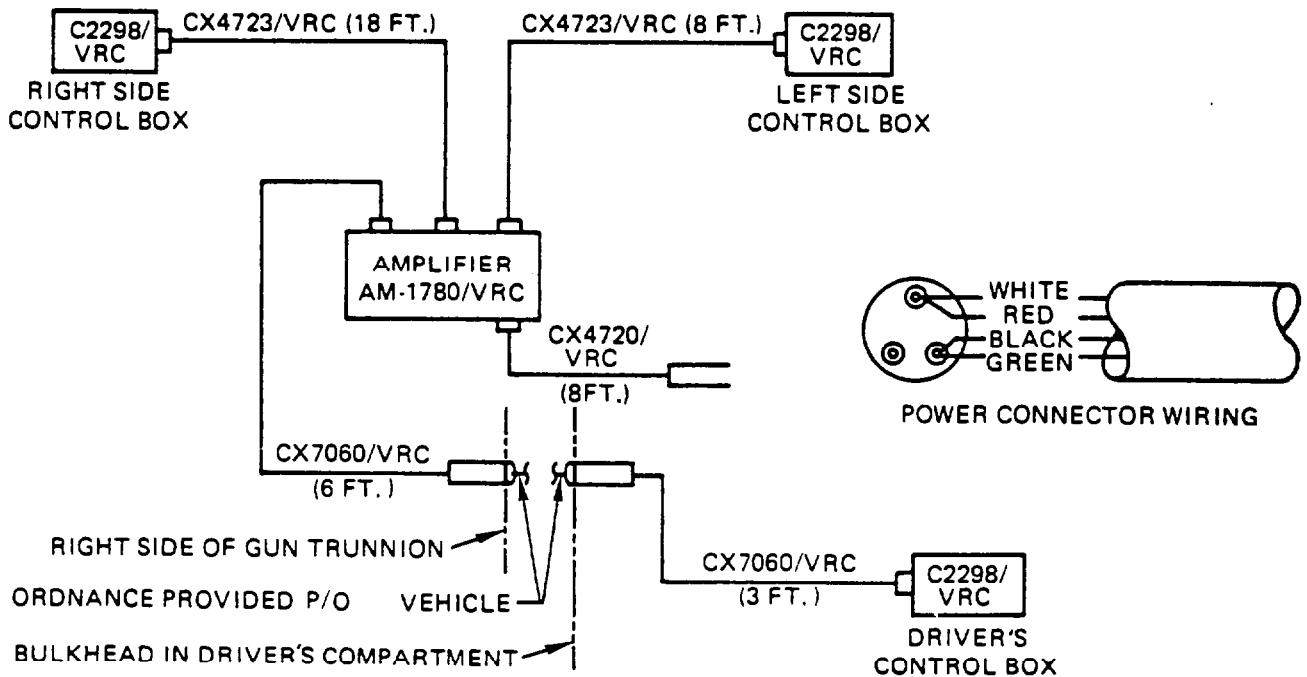 C2298/
VRC
CX4723/VRC (18 FT.)
CX4723/VRC (8 FT.)
C2298/
VRC
RIGHT SIDE
CONTROL BOX
LEFT SIDE
CONTROL BOX
AMPLIFIER
AM-1780/VRC
CX4720/
VRC
(8FT.)
WHITE
RED
BLACK
GREEN
POWER CONNECTOR WIRING
CX7060/VRC
(6 FT.)
RIGHT SIDE OF GUN TRUNNION
ORDNANCE PROVIDED P/O VEHICLE
BULKHEAD IN DRIVER'S COMPARTMENT
CX7060/VRC
(3 FT.)
C2298/
VRC
DRIVER'S
CONTROL BOX